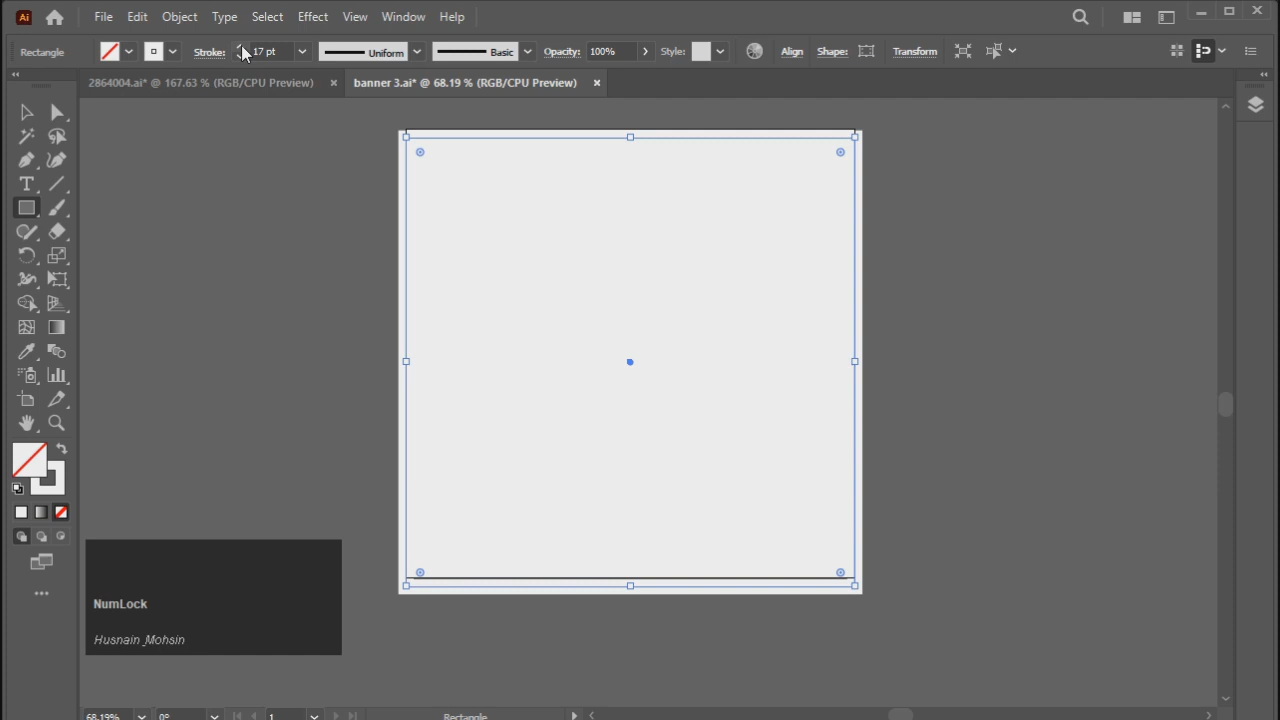 Ai File Edit Object Type Select Effect View Window Help
Rectangle Stroke: 17 pt Uniform Basic Opacity: 100% Style: Align Shape: Transform
2864004.ai* @ 167.63 % (RGB/CPU Preview) × banner 3.ai* @ 68.19 % (RGB/CPU Preview) ×
NumLock
Husnain_Mohsin
68.19% 0° 1 Rectangle